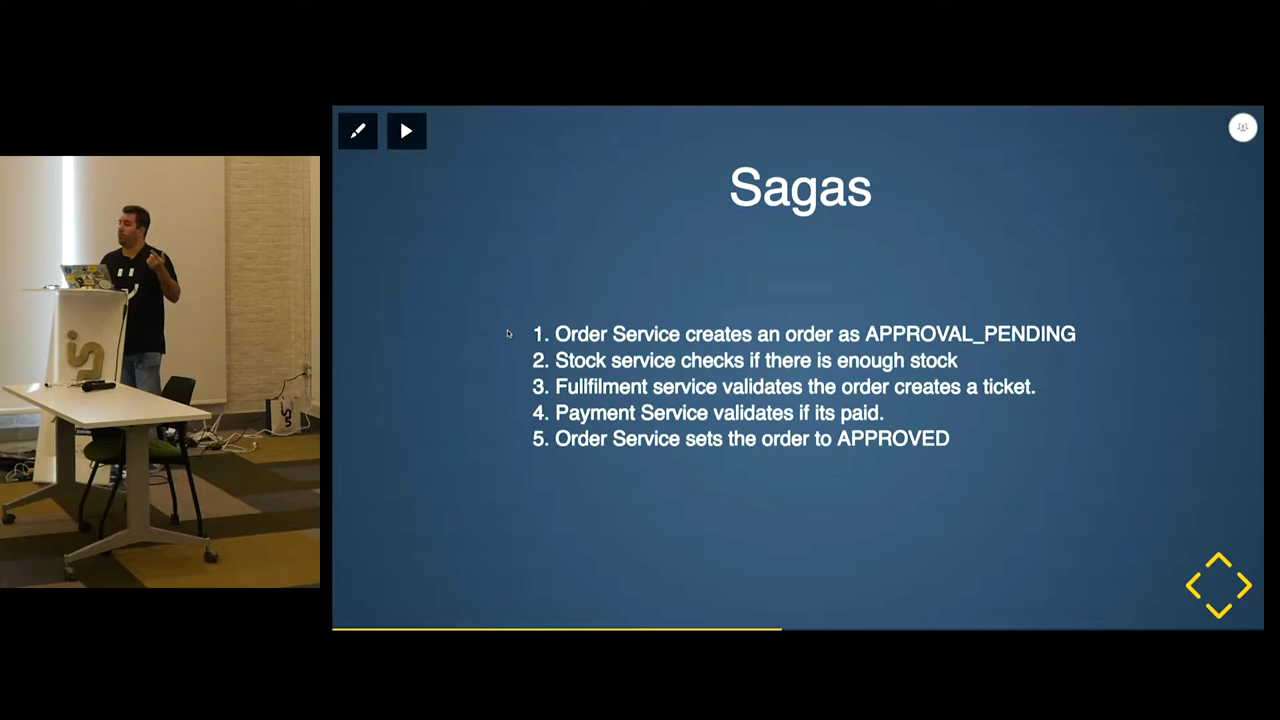 Sagas
1. Order Service creates an order as APPROVAL_PENDING
2. Stock service checks if there is enough stock
3. Fullfilment service validates the order creates a ticket.
4. Payment Service validates if its paid.
5. Order Service sets the order to APPROVED